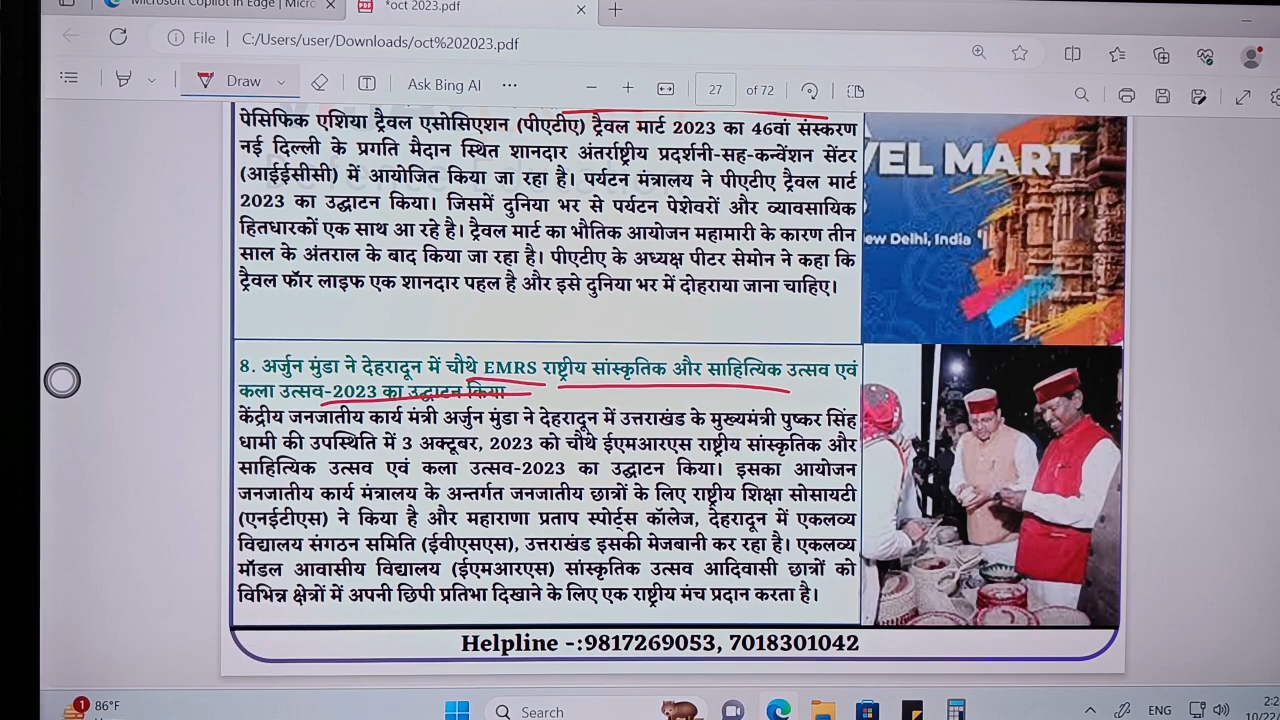 Microsoft Copilot in Edge | Micro
*oct 2023.pdf
File | C:/Users/user/Downloads/oct%202023.pdf
Draw
Ask Bing AI
27 of 72
पेसिफिक एशिया ट्रैवल एसोसिएशन (पीएटीए) ट्रैवल मार्ट 2023 का 46वां संस्करण
नई दिल्ली के प्रगति मैदान स्थित शानदार अंतर्राष्ट्रीय प्रदर्शनी-सह-कन्वेंशन सेंटर
(आईईसीसी) में आयोजित किया जा रहा है। पर्यटन मंत्रालय ने पीएटीए ट्रैवल मार्ट
2023 का उद्घाटन किया। जिसमें दुनिया भर से पर्यटन पेशेवरों और व्यावसायिक
हितधारकों एक साथ आ रहे है। ट्रैवल मार्ट का भौतिक आयोजन महामारी के कारण तीन
साल के अंतराल के बाद किया जा रहा है। पीएटीए के अध्यक्ष पीटर सेमोन ने कहा कि
ट्रैवल फॉर लाइफ एक शानदार पहल है और इसे दुनिया भर में दोहराया जाना चाहिए।
VEL MART
ew Delhi, India
8. अर्जुन मुंडा ने देहरादून में चौथे EMRS राष्ट्रीय सांस्कृतिक और साहित्यिक उत्सव एवं
कला उत्सव-2023 का उद्घाटन किया
केंद्रीय जनजातीय कार्य मंत्री अर्जुन मुंडा ने देहरादून में उत्तराखंड के मुख्यमंत्री पुष्कर सिंह
धामी की उपस्थिति में 3 अक्टूबर, 2023 को चौथे ईएमआरएस राष्ट्रीय सांस्कृतिक और
साहित्यिक उत्सव एवं कला उत्सव-2023 का उद्घाटन किया। इसका आयोजन
जनजातीय कार्य मंत्रालय के अन्तर्गत जनजातीय छात्रों के लिए राष्ट्रीय शिक्षा सोसायटी
(एनईटीएस) ने किया है और महाराणा प्रताप स्पोर्ट्स कॉलेज, देहरादून में एकलव्य
विद्यालय संगठन समिति (ईवीएसएस), उत्तराखंड इसकी मेजबानी कर रहा है। एकलव्य
मॉडल आवासीय विद्यालय (ईएमआरएस) सांस्कृतिक उत्सव आदिवासी छात्रों को
विभिन्न क्षेत्रों में अपनी छिपी प्रतिभा दिखाने के लिए एक राष्ट्रीय मंच प्रदान करता है।
Helpline -:9817269053, 7018301042
1
86°F
Search
ENG